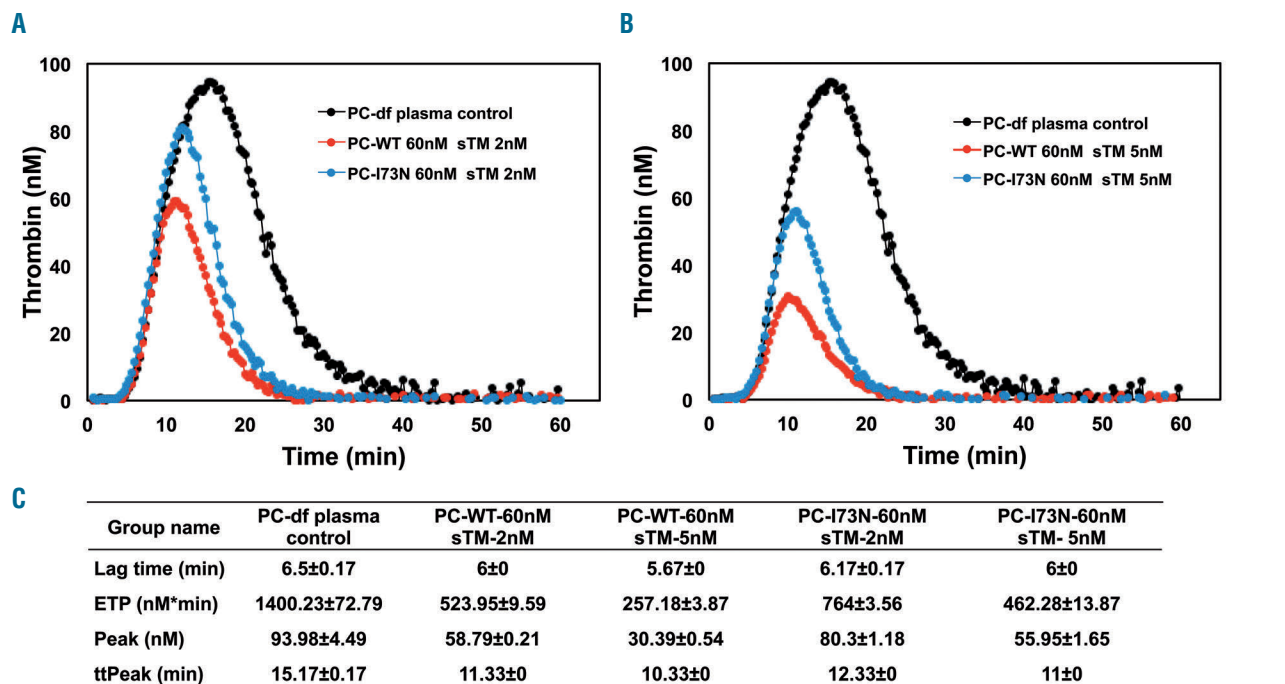 A
B
100
80
60
40
20
0
Thrombin (nM)
PC-df plasma control
PC-WT 60nM sTM 2nM
PC-I73N 60nM sTM 2nM
0 10 20 30 40 50 60
Time (min)
100
80
60
40
20
0
Thrombin (nM)
PC-df plasma control
PC-WT 60nM sTM 5nM
PC-I73N 60nM sTM 5nM
0 10 20 30 40 50 60
Time (min)
C
Group name PC-df plasma control PC-WT-60nM sTM-2nM PC-WT-60nM sTM-5nM PC-I73N-60nM sTM-2nM PC-I73N-60nM sTM- 5nM
Lag time (min) 6.5±0.17 6±0 5.67±0 6.17±0.17 6±0
ETP (nM*min) 1400.23±72.79 523.95±9.59 257.18±3.87 764±3.56 462.28±13.87
Peak (nM) 93.98±4.49 58.79±0.21 30.39±0.54 80.3±1.18 55.95±1.65
ttPeak (min) 15.17±0.17 11.33±0 10.33±0 12.33±0 11±0